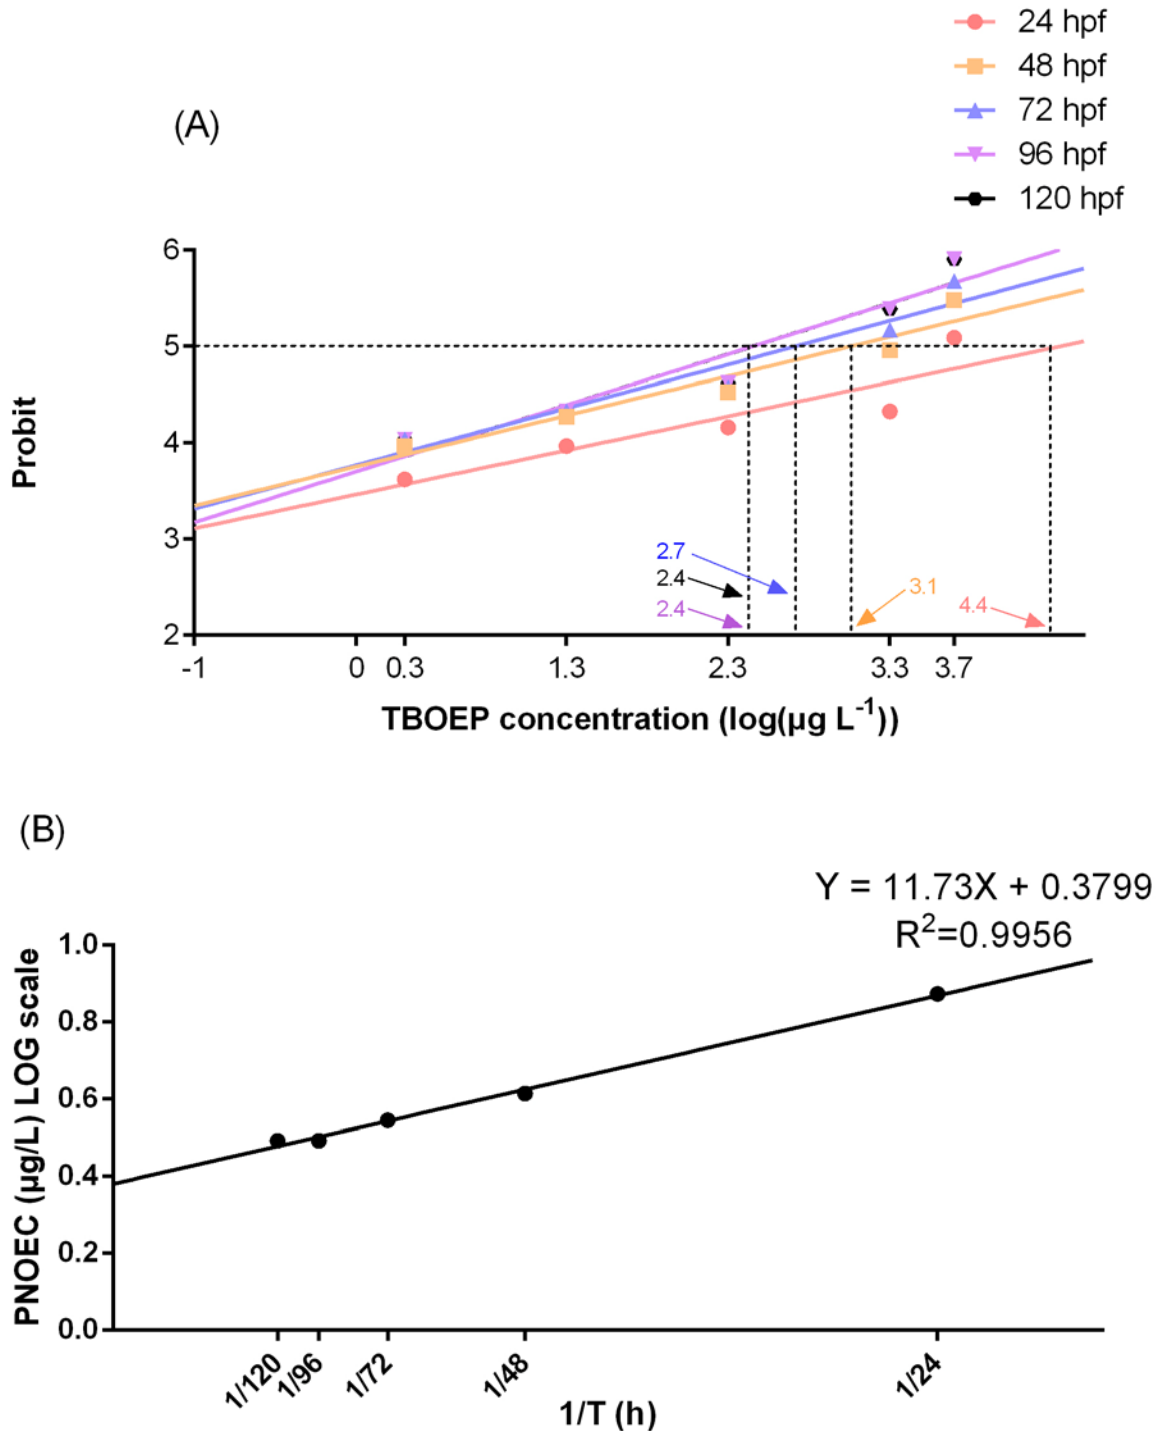 24 hpf
48 hpf
72 hpf
96 hpf
120 hpf
(A)
Probit
6
5
4
3
2
2.7
2.4
2.4
3.1
4.4
-1 0 0.3 1.3 2.3 3.3 3.7
TBOEP concentration (log(µg L⁻¹))
(B)
Y = 11.73X + 0.3799
R²=0.9956
PNOEC (µg/L) LOG scale
1.0
0.8
0.6
0.4
0.2
0.0
1/120 1/96 1/72 1/48 1/24
1/T (h)